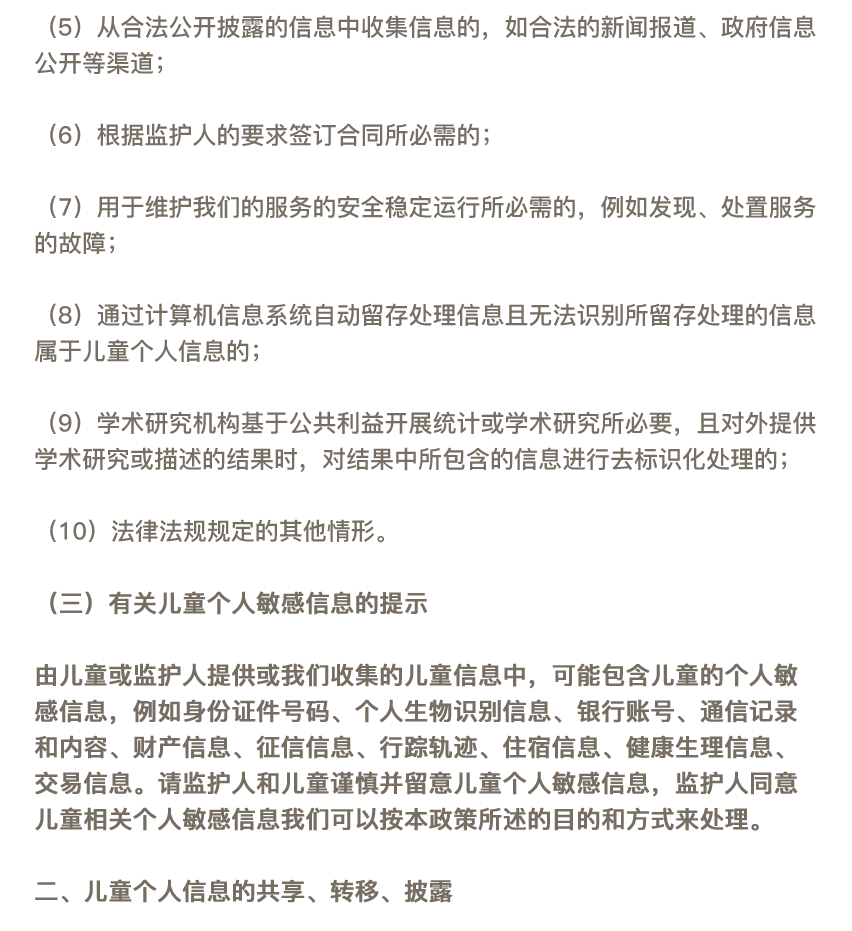 （5）从合法公开披露的信息中收集信息的，如合法的新闻报道、政府信息
公开等渠道；
（6）根据监护人的要求签订合同所必需的；
（7）用于维护我们的服务的安全稳定运行所必需的，例如发现、处置服务
的故障；
（8）通过计算机信息系统自动留存处理信息且无法识别所留存处理的信息
属于儿童个人信息的；
（9）学术研究机构基于公共利益开展统计或学术研究所必要，且对外提供
学术研究或描述的结果时，对结果中所包含的信息进行去标识化处理的；
（10）法律法规规定的其他情形。
（三）有关儿童个人敏感信息的提示
由儿童或监护人提供或我们收集的儿童信息中，可能包含儿童的个人敏
感信息，例如身份证件号码、个人生物识别信息、银行账号、通信记录
和内容、财产信息、征信信息、行踪轨迹、住宿信息、健康生理信息、
交易信息。请监护人和儿童谨慎并留意儿童个人敏感信息，监护人同意
儿童相关个人敏感信息我们可以按本政策所述的目的和方式来处理。
二、儿童个人信息的共享、转移、披露